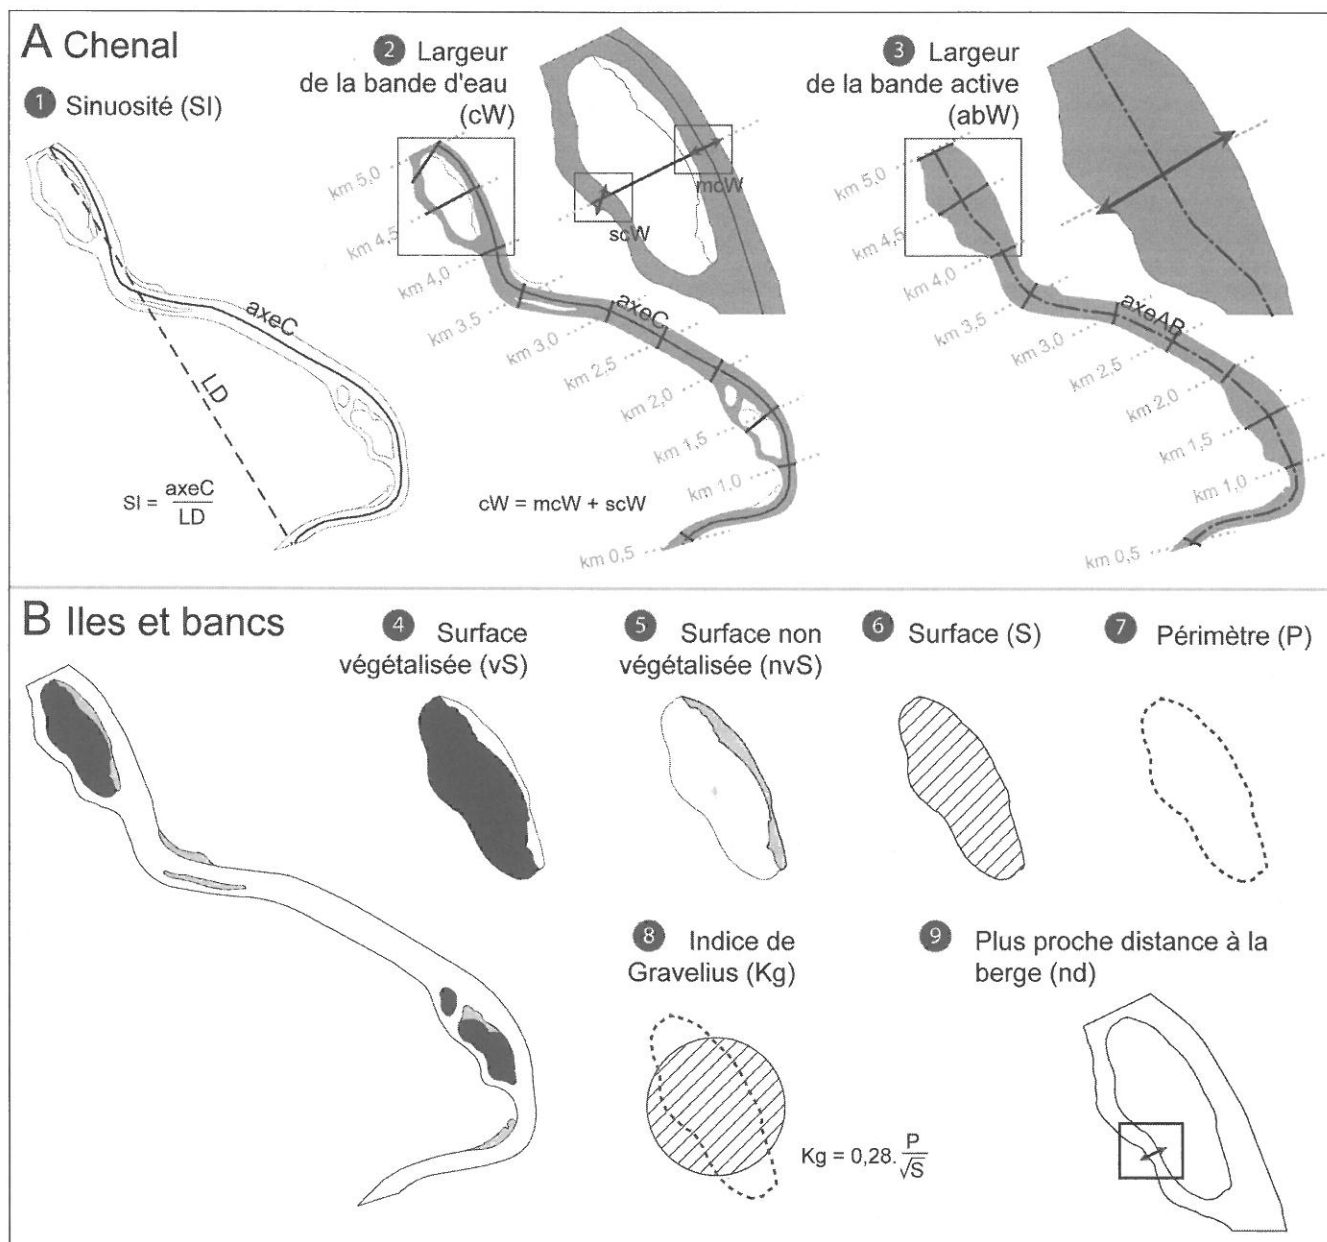 A Chenal
1 Sinuosité (SI)
axeC
LD
SI = axeC
LD
2 Largeur
de la bande d'eau
(cW)
mcW
scW
km 5,0
km 4,5
km 4,0
km 3.5
km 3,0
km 2,5
km 2,0
km 1,5
km 1,0
km 0,5
axeC
cW = mcW + scW
3 Largeur
de la bande active
(abW)
km 5,0
km 4,5
km 4,0
km 3,5
km 3,0
km 2,5
km 2,0
km 1,5
km 1,0
km 0,5
axeAB
B Iles et bancs
4 Surface
végétalisée (vS)
5 Surface non
végétalisée (nvS)
6 Surface (S)
7 Périmètre (P)
8 Indice de
Gravelius (Kg)
Kg = 0,28. P
√S
9 Plus proche distance à la
berge (nd)